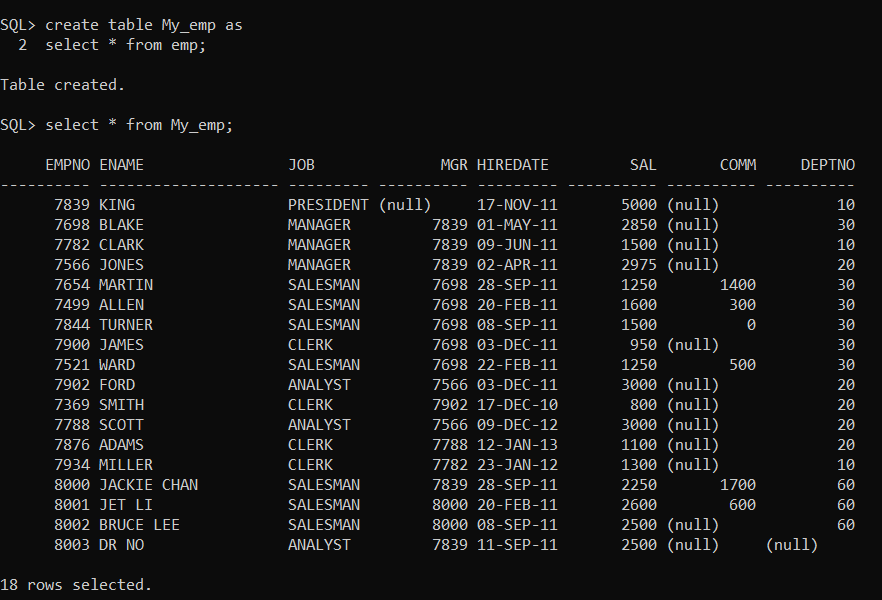 SQL> create table My_emp as
  2  select * from emp;
Table created.
SQL> select * from My_emp;
     EMPNO ENAME                JOB              MGR HIREDATE         SAL       COMM     DEPTNO
---------- -------------------- --------- ---------- --------- ---------- ---------- ----------
      7839 KING                 PRESIDENT (null)     17-NOV-11       5000 (null)             10
      7698 BLAKE                MANAGER         7839 01-MAY-11       2850 (null)             30
      7782 CLARK                MANAGER         7839 09-JUN-11       1500 (null)             10
      7566 JONES                MANAGER         7839 02-APR-11       2975 (null)             20
      7654 MARTIN               SALESMAN        7698 28-SEP-11       1250       1400         30
      7499 ALLEN                SALESMAN        7698 20-FEB-11       1600        300         30
      7844 TURNER               SALESMAN        7698 08-SEP-11       1500          0         30
      7900 JAMES                CLERK           7698 03-DEC-11        950 (null)             30
      7521 WARD                 SALESMAN        7698 22-FEB-11       1250        500         30
      7902 FORD                 ANALYST         7566 03-DEC-11       3000 (null)             20
      7369 SMITH                CLERK           7902 17-DEC-10        800 (null)             20
      7788 SCOTT                ANALYST         7566 09-DEC-12       3000 (null)             20
      7876 ADAMS                CLERK           7788 12-JAN-13       1100 (null)             20
      7934 MILLER               CLERK           7782 23-JAN-12       1300 (null)             10
      8000 JACKIE CHAN          SALESMAN        7839 28-SEP-11       2250       1700         60
      8001 JET LI               SALESMAN        8000 20-FEB-11       2600        600         60
      8002 BRUCE LEE            SALESMAN        8000 08-SEP-11       2500 (null)             60
      8003 DR NO                ANALYST         7839 11-SEP-11       2500 (null)     (null)
18 rows selected.